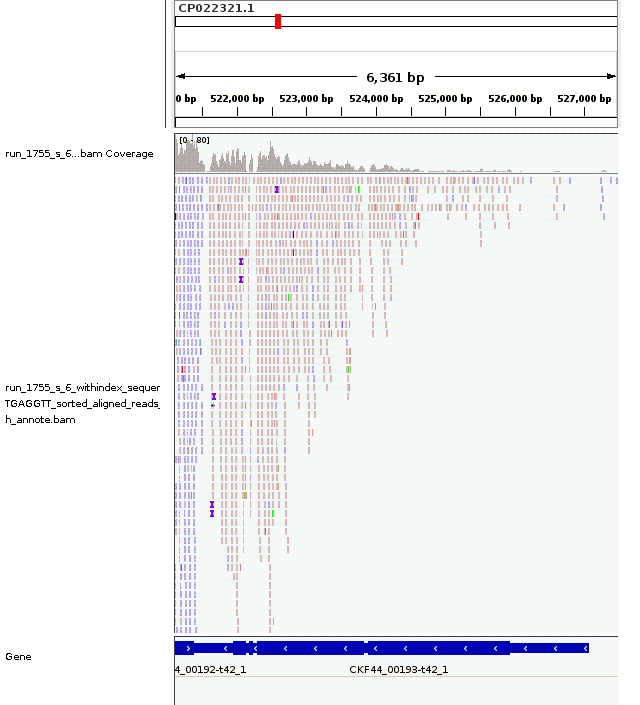 CP022321.1
6,361 bp
0 bp 522,000 bp 523,000 bp 524,000 bp 525,000 bp 526,000 bp 527,000 bp
[0 - 80]
run_1755_s_6...bam Coverage
run_1755_s_6_withindex_sequer
TGAGGTT_sorted_aligned_reads_
h_annote.bam
Gene
4_00192-t42_1 CKF44_00193-t42_1